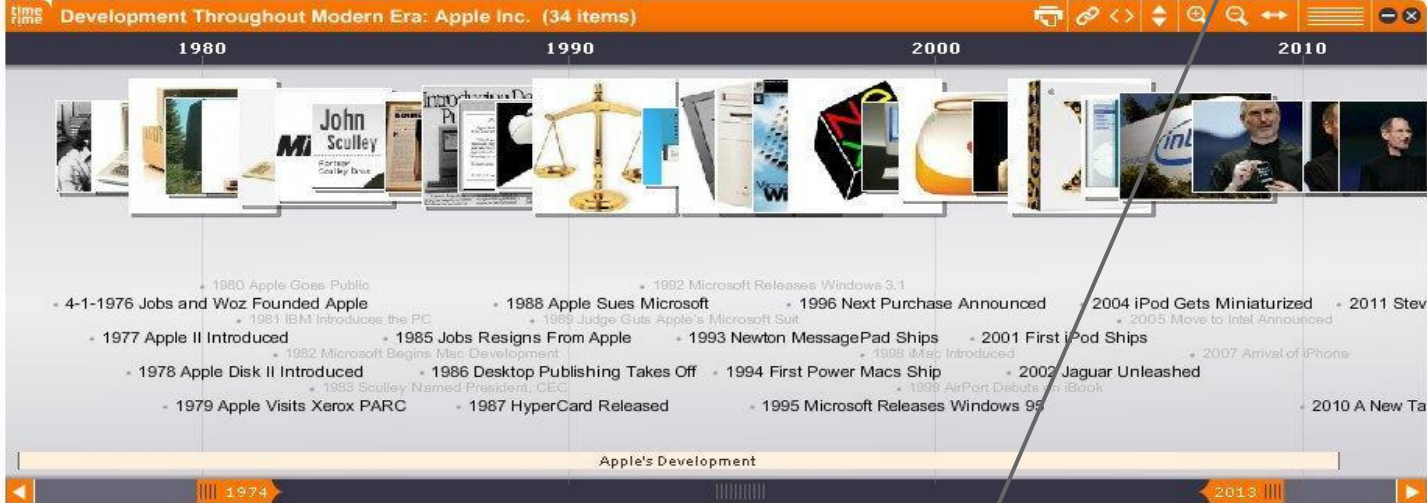 time rime
Development Throughout Modern Era: Apple Inc. (34 items)
1980 1990 2000 2010
John
Sculley
Partner
Sculley Bros
intel
1980 Apple Goes Public
1992 Microsoft Releases Windows 3.1
4-1-1976 Jobs and Woz Founded Apple
1988 Apple Sues Microsoft
1996 Next Purchase Announced
2004 iPod Gets Miniaturized
2011 Stev
1981 IBM Introduces the PC
1989 Judge Guts Apple's Microsoft Suit
2005 Move to Intel Announced
1977 Apple II Introduced
1985 Jobs Resigns From Apple
1993 Newton MessagePad Ships
2001 First iPod Ships
1982 Microsoft Begins Mac Development
1998 iMac Introduced
2007 Arrival of iPhone
1978 Apple Disk II Introduced
1986 Desktop Publishing Takes Off
1994 First Power Macs Ship
2002 Jaguar Unleashed
1983 Sculley Named President, CEO
1999 AirPort Debuts on iBook
1979 Apple Visits Xerox PARC
1987 HyperCard Released
1995 Microsoft Releases Windows 95
2010 A New Ta
Apple's Development
1974 2013